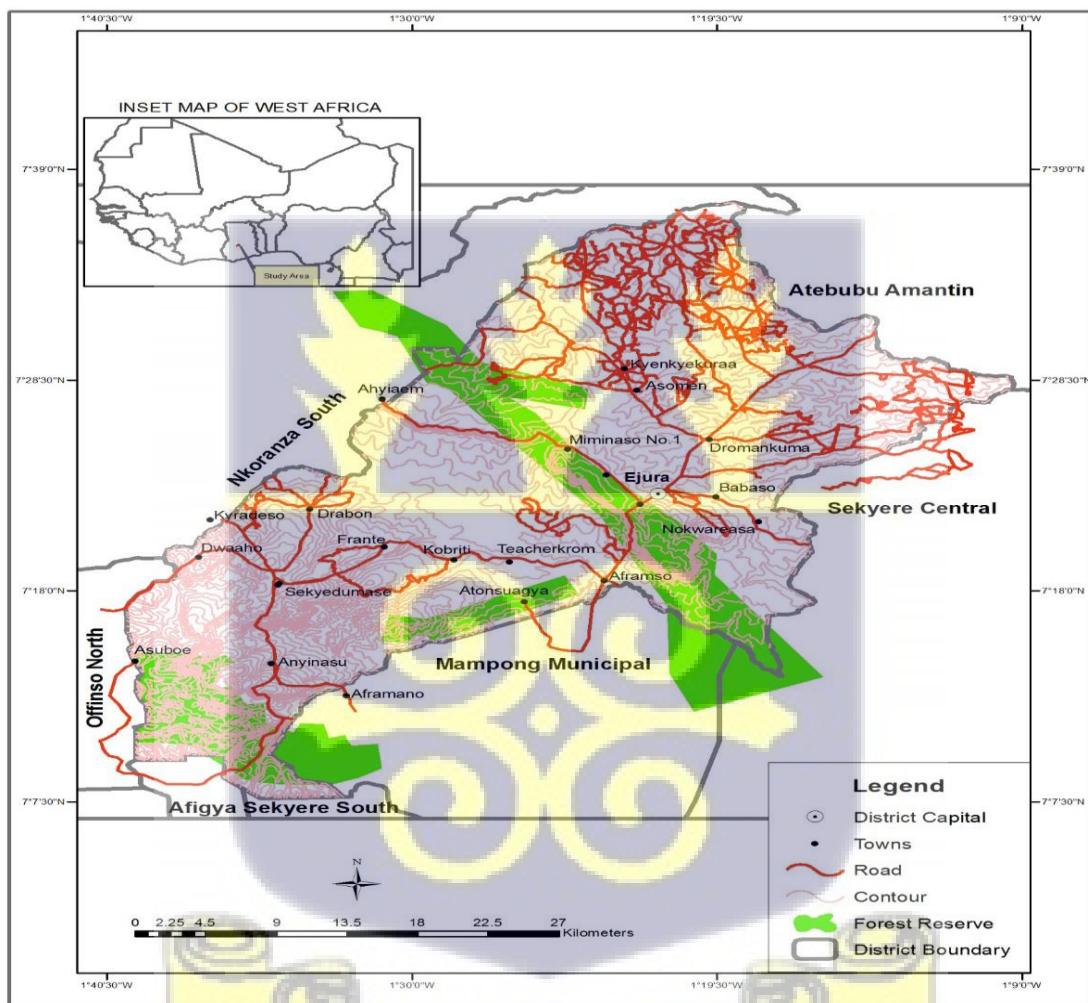 1°40'30"W 1°30'0"W 1°19'30"W 1°9'0"W
INSET MAP OF WEST AFRICA
Study Area
7°39'0"N 7°39'0"N
Atebubu Amantin
Kyenkyekoraa
7°28'30"N 7°28'30"N
Asomen
Ahyiaem
Nkoranza South
Miminaso No.1
Dromankuma
Ejura
Babaso
Sekyere Central
Kyradeso
Drabon
Nokwareasa
Frante
Dwaaho
Kobriti
Teacherkrom
7°18'0"N 7°18'0"N
Sekyedumase
Aframso
Atonsuagya
Asuboe
Anyinasu
Mampong Municipal
Offinso North
Aframano
7°7'30"N 7°7'30"N
Afigya Sekyere South
Legend
District Capital
Towns
Road
Contour
Forest Reserve
District Boundary
N
0 2.25 4.5 9 13.5 18 22.5 27
Kilometers
1°40'30"W 1°30'0"W 1°19'30"W 1°9'0"W